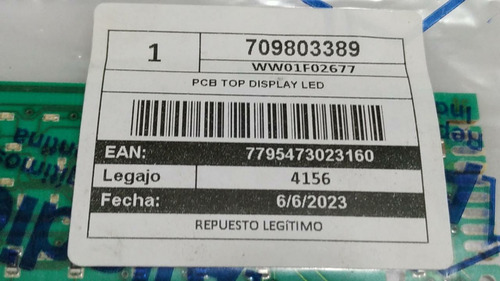 1 709803389
WW01F02677
PCB TOP DISPLAY LED
EAN: 7795473023160
Legajo 4156
Fecha: 6/6/2023
REPUESTO LEGÍTIMO